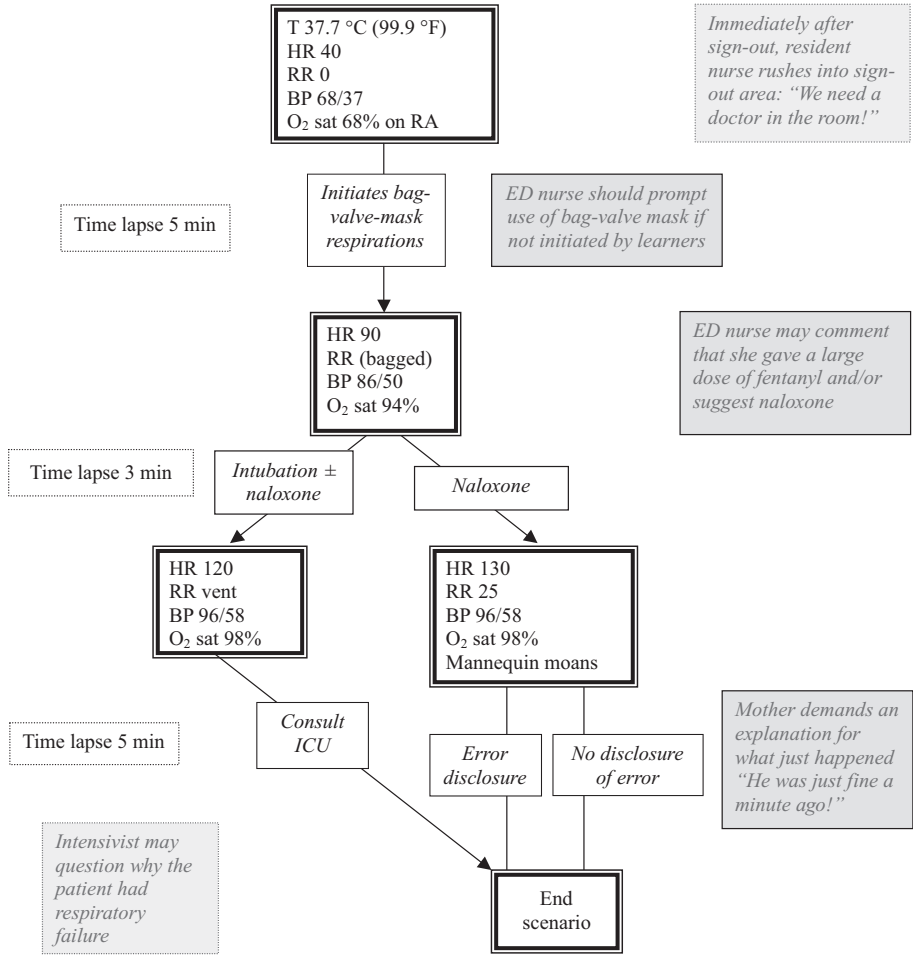 T 37.7 °C (99.9 °F)
HR 40
RR 0
BP 68/37
O₂ sat 68% on RA
Immediately after
sign-out, resident
nurse rushes into sign-
out area: “We need a
doctor in the room!”
Time lapse 5 min
Initiates bag-
valve-mask
respirations
ED nurse should prompt
use of bag-valve mask if
not initiated by learners
HR 90
RR (bagged)
BP 86/50
O₂ sat 94%
ED nurse may comment
that she gave a large
dose of fentanyl and/or
suggest naloxone
Time lapse 3 min
Intubation ±
naloxone
Naloxone
HR 120
RR vent
BP 96/58
O₂ sat 98%
HR 130
RR 25
BP 96/58
O₂ sat 98%
Mannequin moans
Time lapse 5 min
Consult
ICU
Error
disclosure
No disclosure
of error
Mother demands an
explanation for
what just happened
“He was just fine a
minute ago!”
Intensivist may
question why the
patient had
respiratory
failure
End
scenario